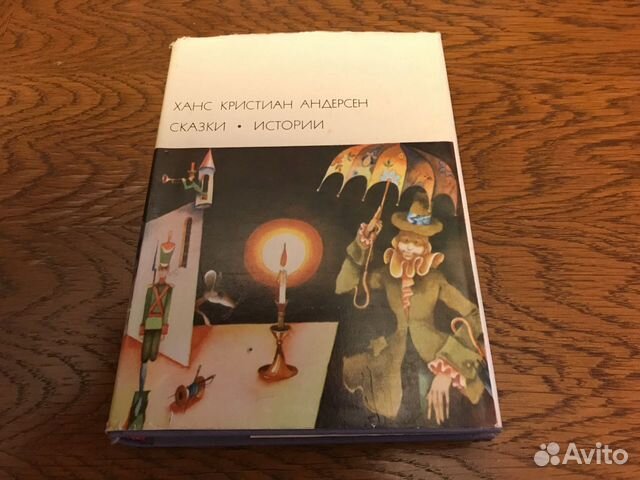 ХАНС КРИСТИАН АНДЕРСЕН
СКАЗКИ • ИСТОРИИ
Avito